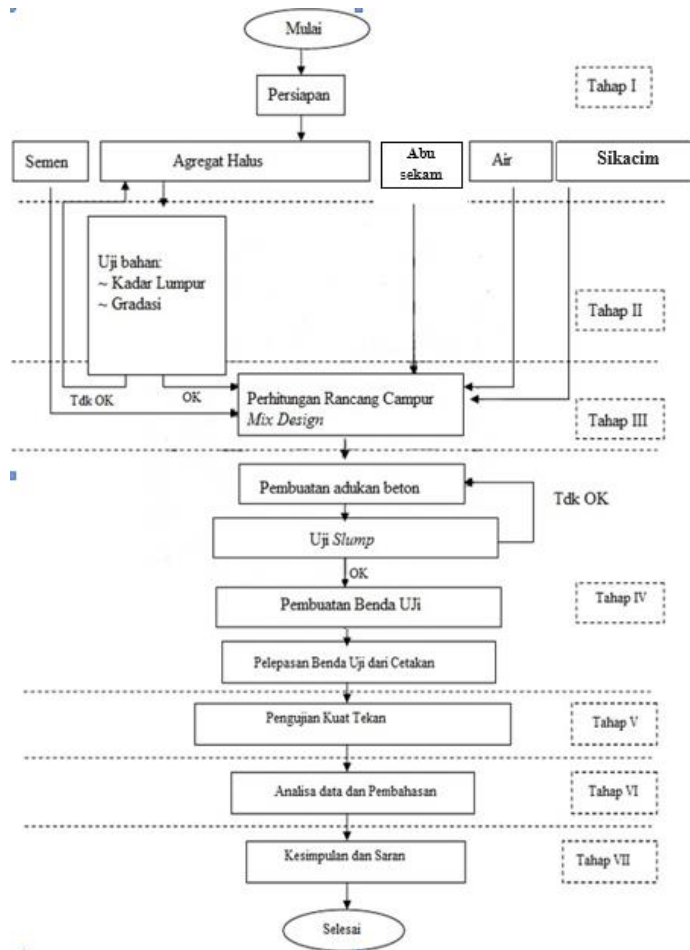 Mulai
Persiapan
Tahap I
Semen
Agregat Halus
Abu
sekam
Air
Sikacim
Uji bahan:
~ Kadar Lumpur
~ Gradasi
Tahap II
Tdk OK
OK
Perhitungan Rancang Campur
Mix Design
Tahap III
Pembuatan adukan beton
Tdk OK
Uji Slump
OK
Pembuatan Benda UJi
Tahap IV
Pelepasan Benda Uji dari Cetakan
Pengujian Kuat Tekan
Tahap V
Analisa data dan Pembahasan
Tahap VI
Kesimpulan dan Saran
Tahap VII
Selesai